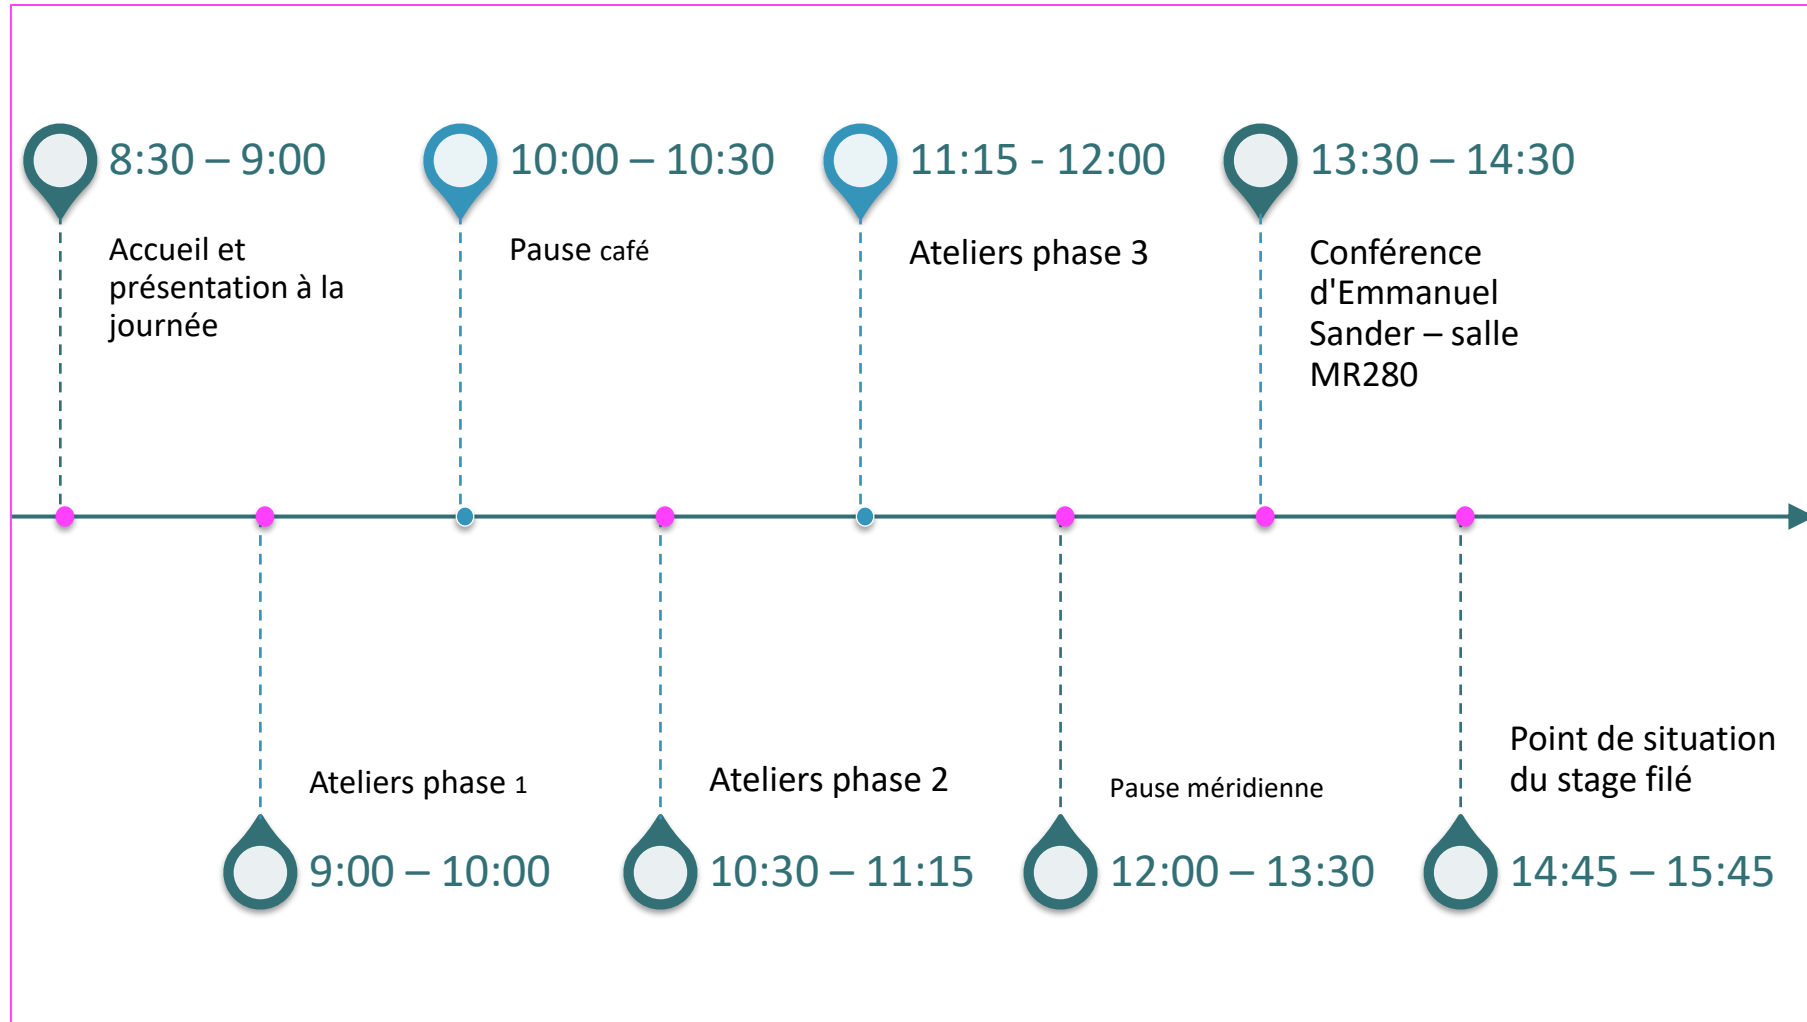 8:30 – 9:00
Accueil et
présentation à la
journée
9:00 – 10:00
Ateliers phase 1
10:00 – 10:30
Pause café
10:30 – 11:15
Ateliers phase 2
11:15 - 12:00
Ateliers phase 3
12:00 – 13:30
Pause méridienne
13:30 – 14:30
Conférence
d'Emmanuel
Sander – salle
MR280
14:45 – 15:45
Point de situation
du stage filé